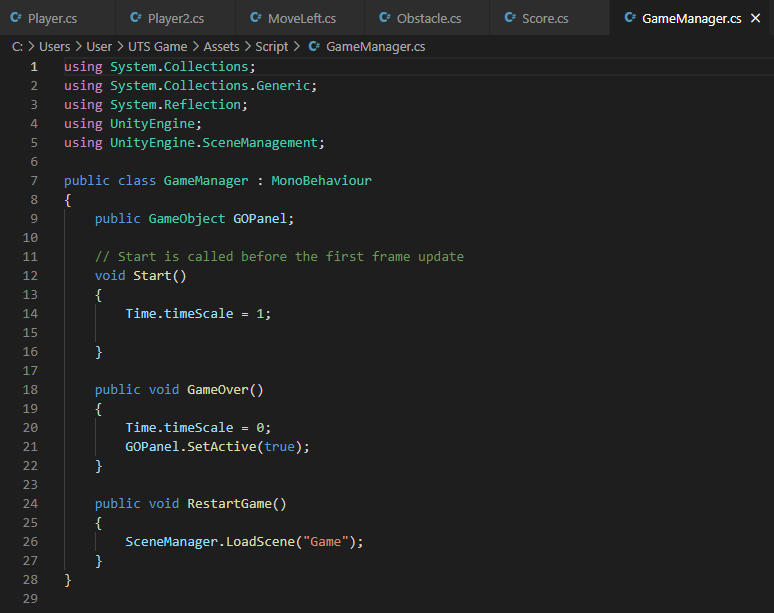 Player.cs Player2.cs MoveLeft.cs Obstacle.cs Score.cs GameManager.cs
C: > Users > User > UTS Game > Assets > Script > GameManager.cs
1 using System.Collections;
2 using System.Collections.Generic;
3 using System.Reflection;
4 using UnityEngine;
5 using UnityEngine.SceneManagement;
6
7 public class GameManager : MonoBehaviour
8 {
9 public GameObject GOPanel;
10
11 // Start is called before the first frame update
12 void Start()
13 {
14 Time.timeScale = 1;
15
16 }
17
18 public void GameOver()
19 {
20 Time.timeScale = 0;
21 GOPanel.SetActive(true);
22 }
23
24 public void RestartGame()
25 {
26 SceneManager.LoadScene("Game");
27 }
28 }
29